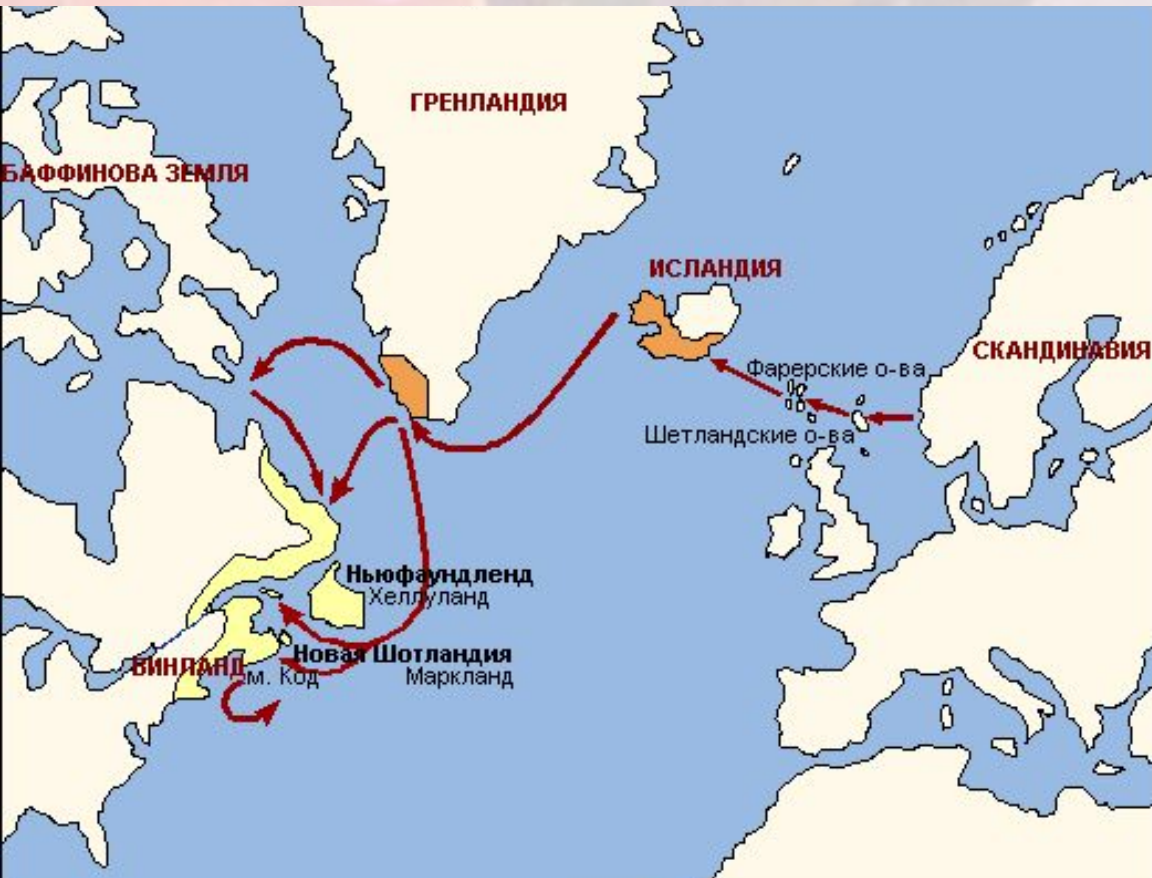 ГРЕНЛАНДИЯ
БАФФИНОВА ЗЕМЛЯ
ИСЛАНДИЯ
СКАНДИНАВИЯ
Фарерские о-ва
Шетландские о-ва
Ньюфаундленд
Хеллуланд
Новая Шотландия
ВИНЛАНД
м. Код
Маркланд